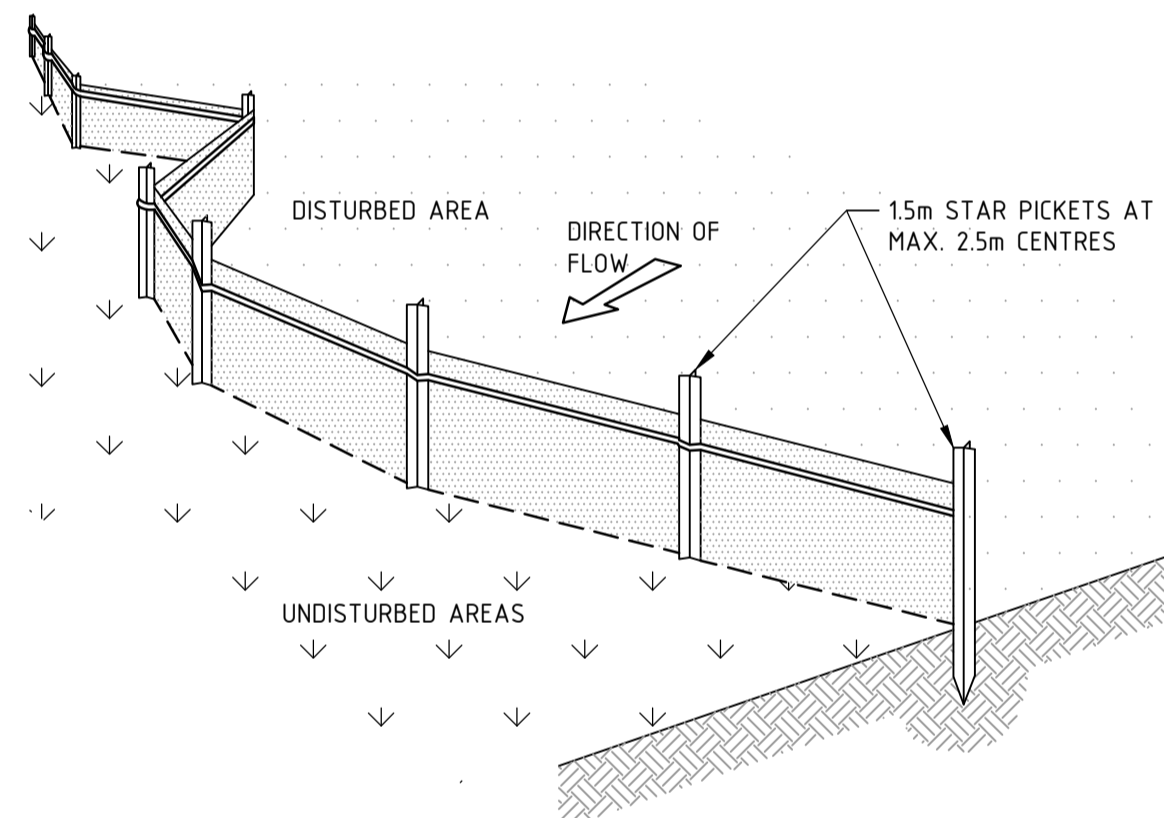 DISTURBED AREA
DIRECTION OF
FLOW
1.5m STAR PICKETS AT
MAX. 2.5m CENTRES
UNDISTURBED AREAS